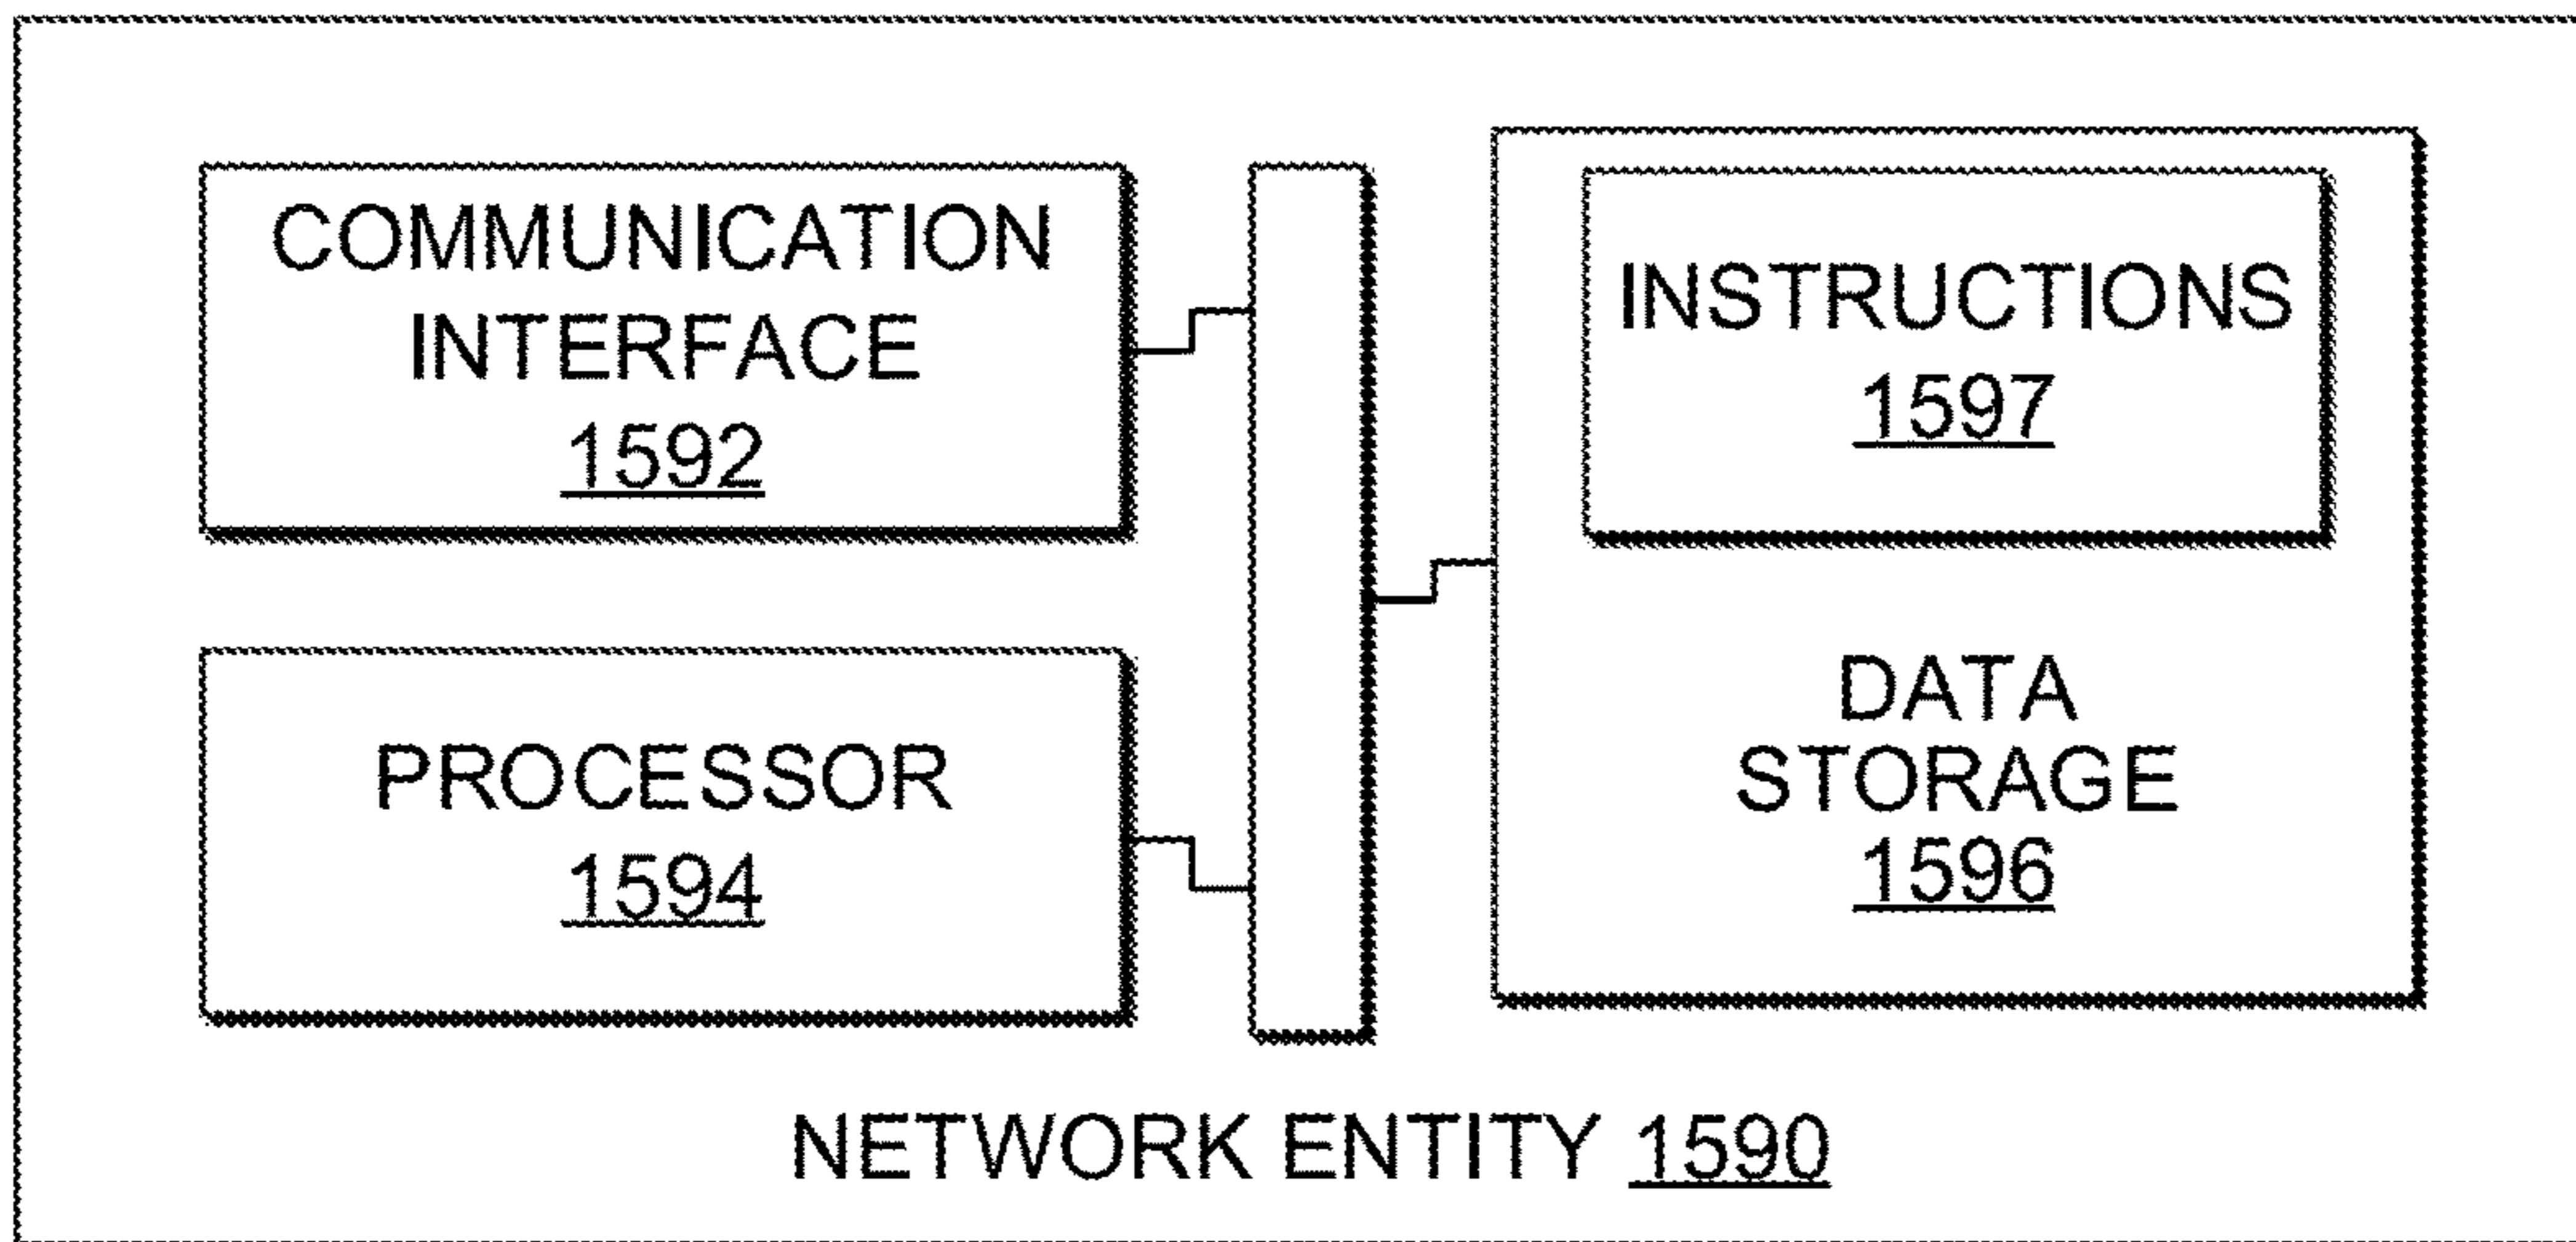 COMMUNICATION
INTERFACE
1592
PROCESSOR
1594
INSTRUCTIONS
1597
DATA
STORAGE
1596
NETWORK ENTITY 1590